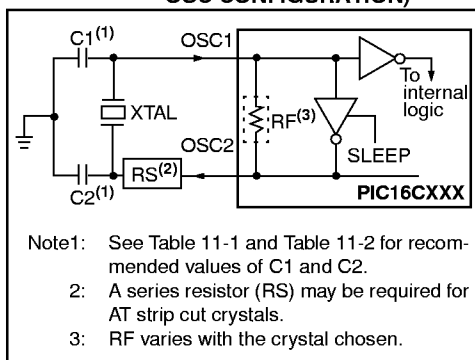 OSC CONFIGURATION)
C1(1)
OSC1
To
internal
logic
XTAL
RF(3)
OSC2
SLEEP
RS(2)
C2(1)
PIC16CXXX
Note1: See Table 11-1 and Table 11-2 for recom-
mended values of C1 and C2.
2: A series resistor (RS) may be required for
AT strip cut crystals.
3: RF varies with the crystal chosen.